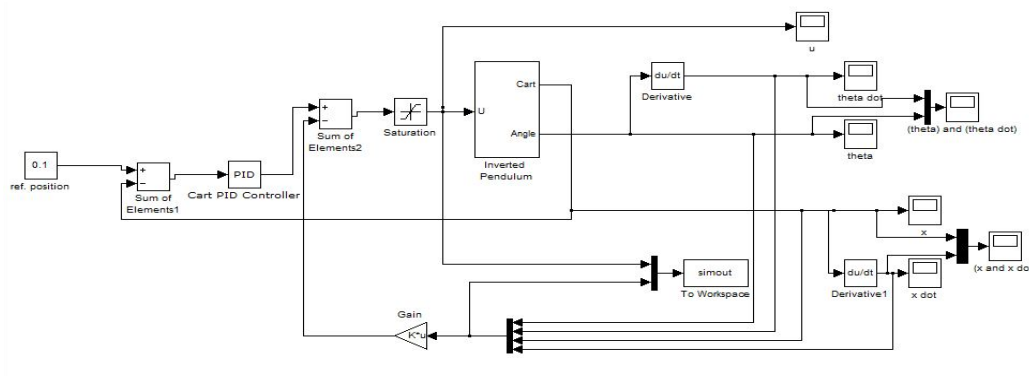 u
Cart
U
Angle
Inverted
Pendulum
du/dt
Derivative
theta dot
(theta) and (theta dot)
theta
+
−
Sum of
Elements2
Saturation
0.1
ref. position
+
−
Sum of
Elements1
PID
Cart PID Controller
x
(x and x do
du/dt
Derivative1
x dot
simout
To Workspace
Gain
K*u